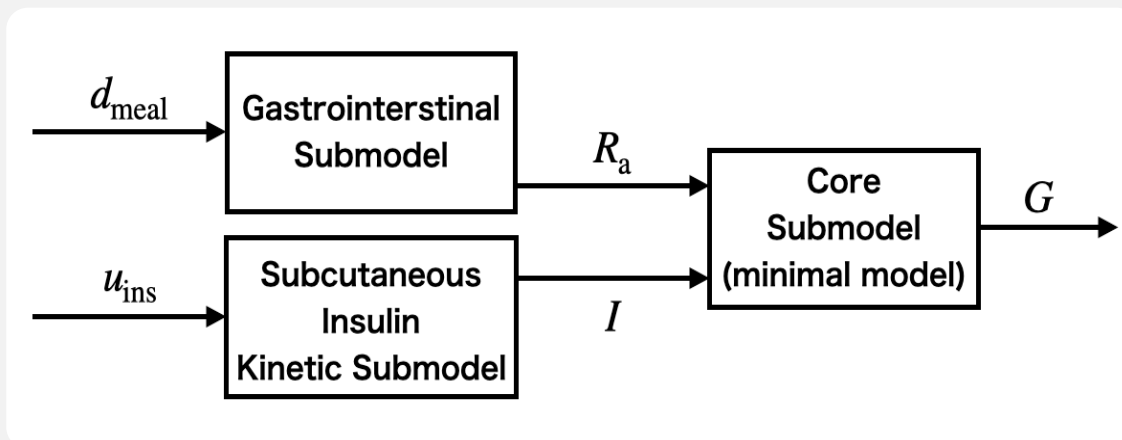 d_meal
Gastrointerstinal
Submodel
R_a
u_ins
Subcutaneous
Insulin
Kinetic Submodel
I
Core
Submodel
(minimal model)
G